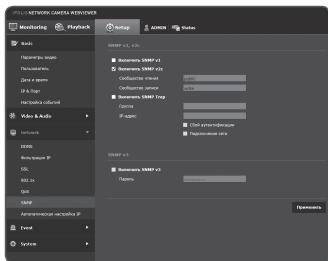 iPOLiS NETWORK CAMERA WEBVIEWER
Monitoring
Playback
Setup
ADMIN
Status
Basic
Параметры видео
Пользователь
Дата и время
IP & Порт
Настройка событий
Video & Audio
Network
DDNS
Фильтрация IP
SSL
802.1x
QoS
SNMP
Автоматическая настройка IP
Event
System
SNMP v1, v2c
Включить SNMP v1
Включить SNMP v2c
Сообщество чтения
public
Сообщество записи
write
Включить SNMP Trap
Группа
IP-адрес
Сбой аутентификации
Подключение сети
SNMP v3
Включить SNMP v3
Пароль
Применить